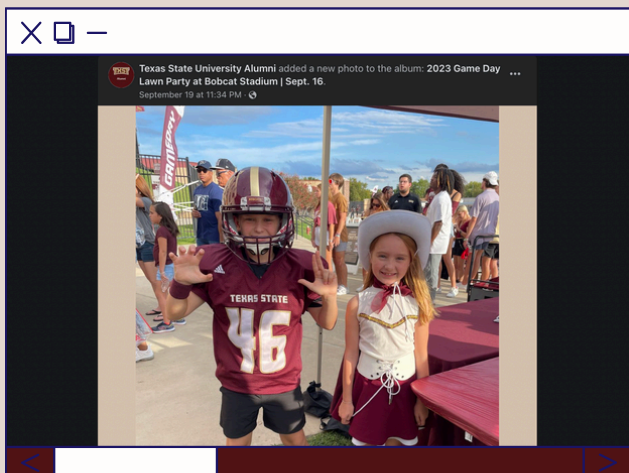 Texas State University Alumni added a new photo to the album: 2023 Game Day
Lawn Party at Bobcat Stadium | Sept. 16.
September 19 at 11:34 PM ·
GAMEDAY
TEXAS STATE
46